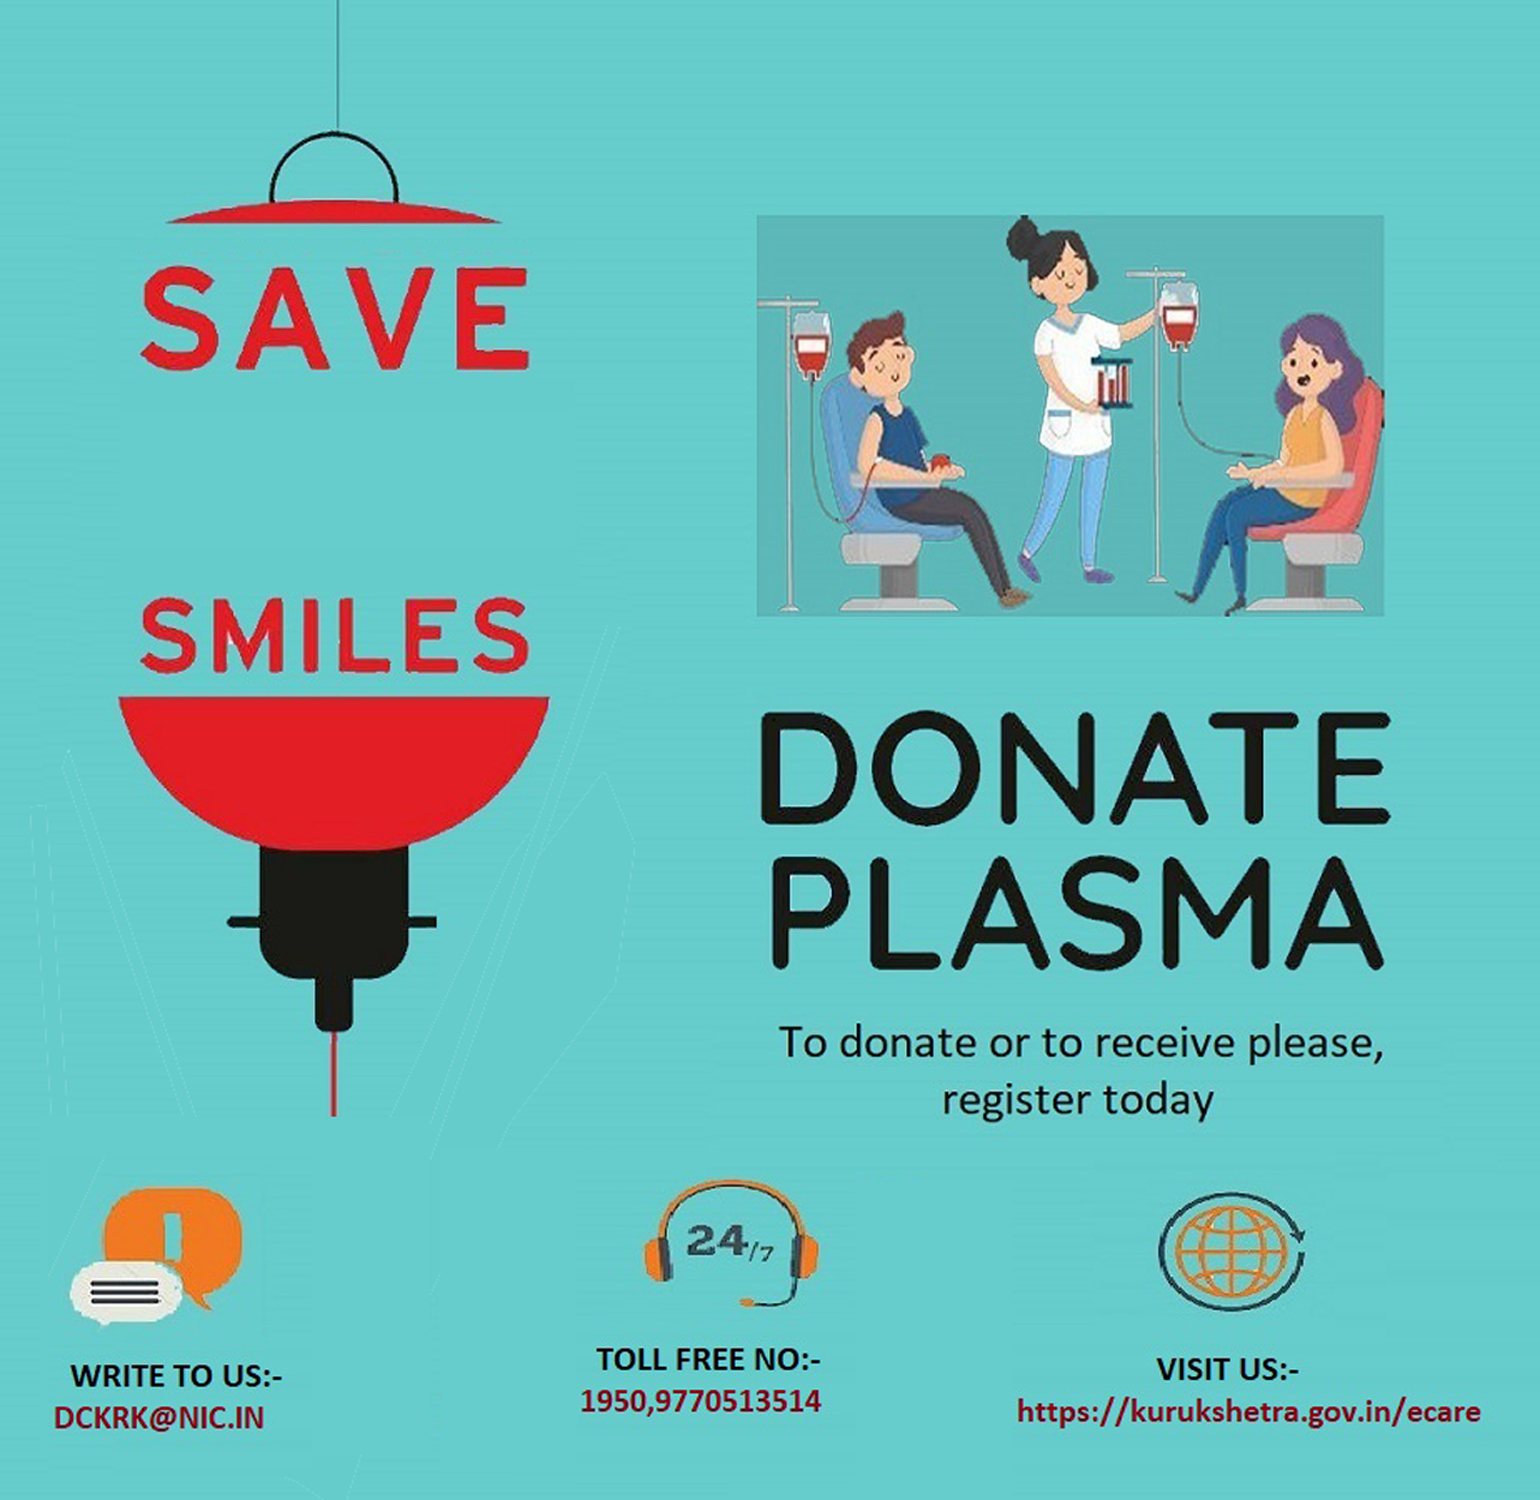 SAVE
SMILES
DONATE
PLASMA
To donate or to receive please,
register today
24/7
WRITE TO US:-
DCKRK@NIC.IN
TOLL FREE NO:-
1950,9770513514
VISIT US:-
https://kurukshetra.gov.in/ecare